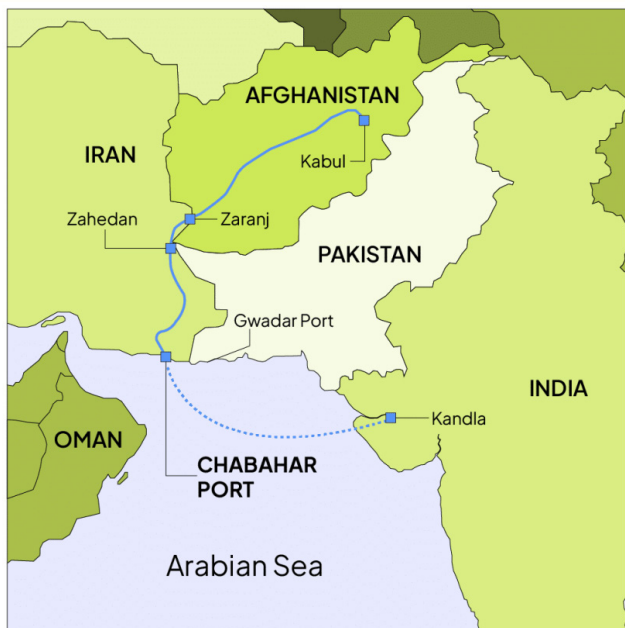 AFGHANISTAN
IRAN
Kabul
Zahedan
Zaranj
PAKISTAN
Gwadar Port
INDIA
Kandla
OMAN
CHABAHAR
PORT
Arabian Sea